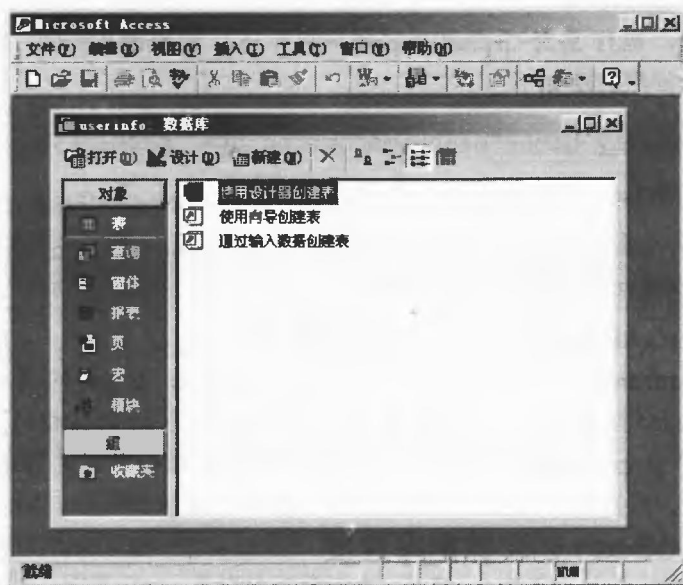 Microsoft Access
文件(F) 编辑(E) 视图(V) 插入(I) 工具(T) 窗口(W) 帮助(H)
userinfo 数据库
打开(O) 设计(D) 新建(N)
对象
表
查询
窗体
报表
页
宏
模块
组
收藏夹
使用设计器创建表
使用向导创建表
通过输入数据创建表
就绪
NUM